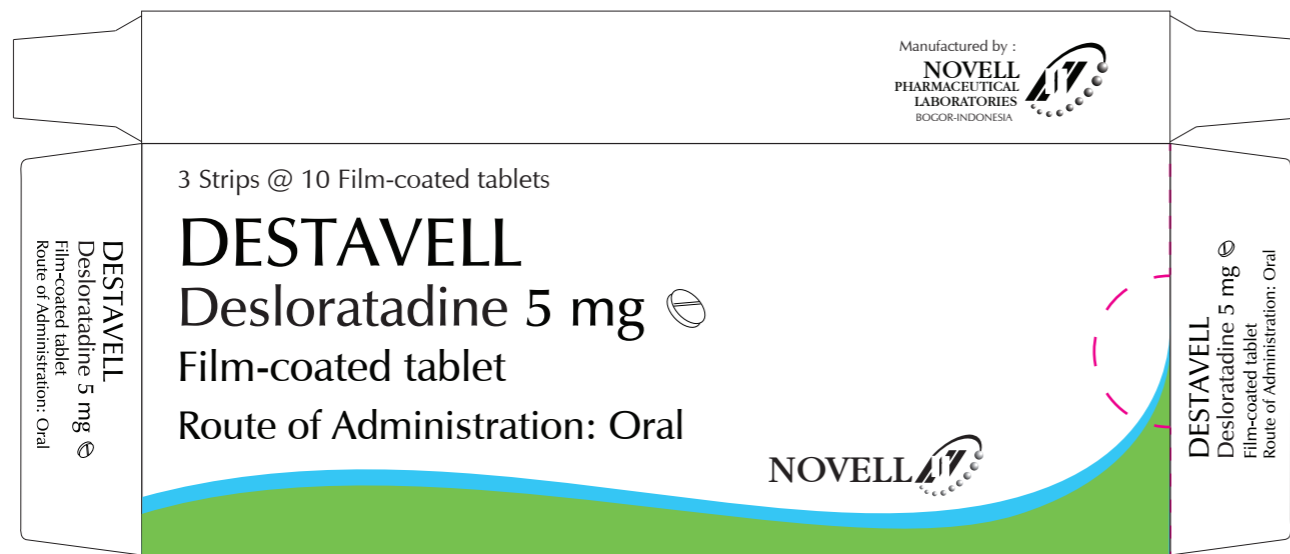 Manufactured by :
NOVELL
PHARMACEUTICAL
LABORATORIES
BOGOR-INDONESIA
3 Strips @ 10 Film-coated tablets
DESTAVELL
Desloratadine 5 mg
Film-coated tablet
Route of Administration: Oral
NOVELL
DESTAVELL
Desloratadine 5 mg
Film-coated tablet
Route of Administration: Oral
DESTAVELL
Desloratadine 5 mg
Film-coated tablet
Route of Administration: Oral